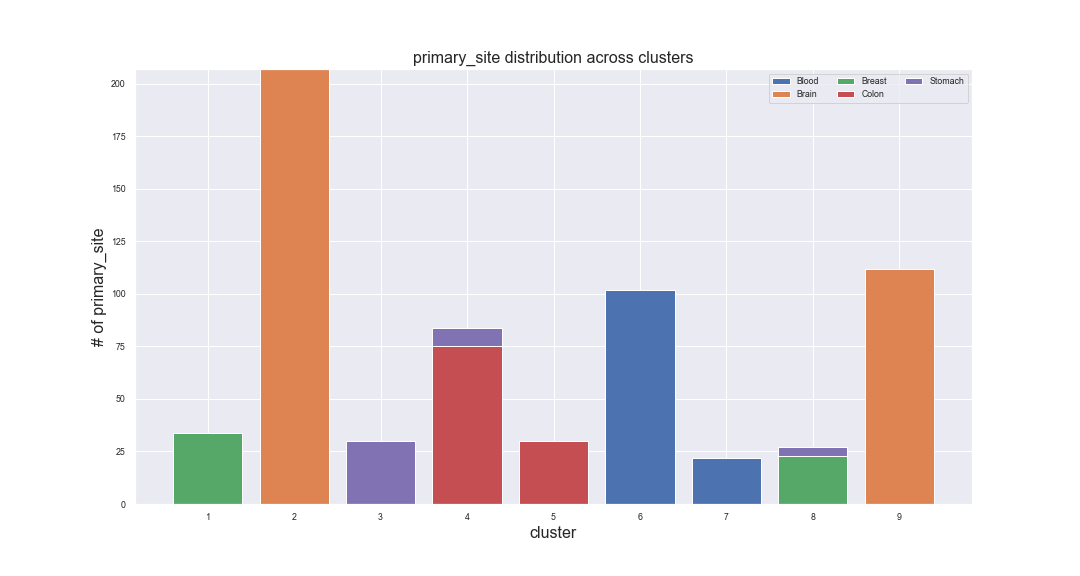 primary_site distribution across clusters
Blood Breast Stomach
Brain Colon
# of primary_site
200
175
150
125
100
75
50
25
0
1 2 3 4 5 6 7 8 9
cluster